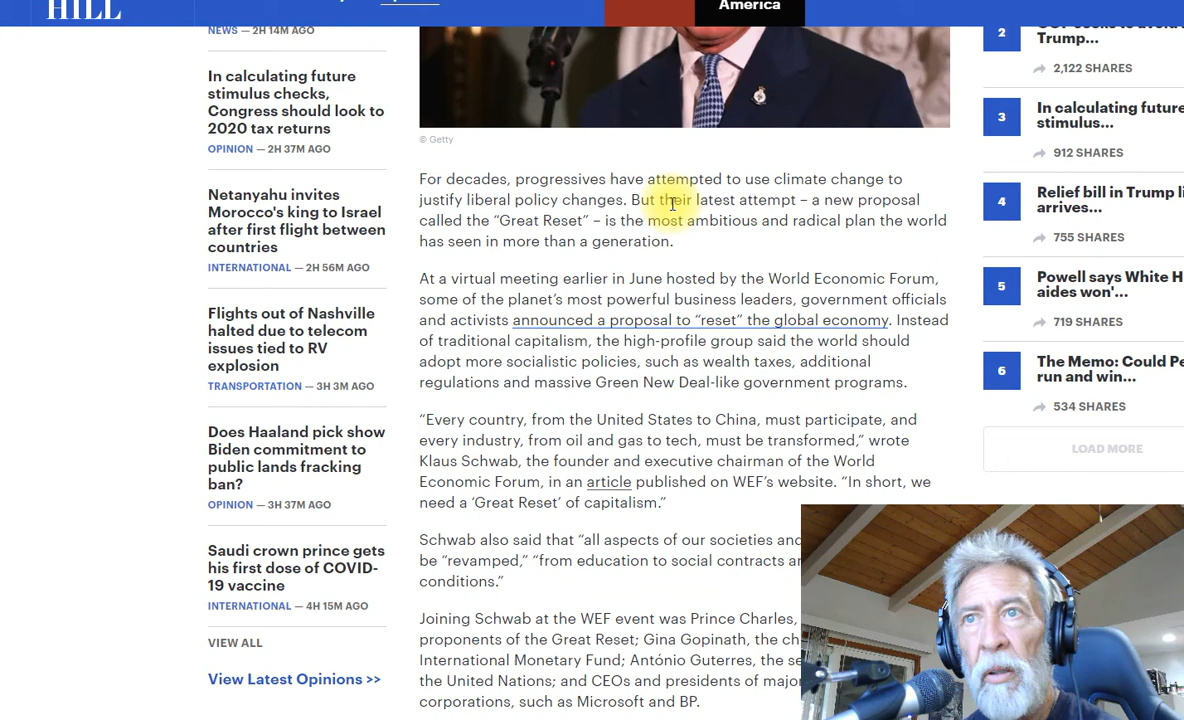 HILL
America
NEWS — 2H 14M AGO
In calculating future
stimulus checks,
Congress should look to
2020 tax returns
OPINION — 2H 37M AGO
Netanyahu invites
Morocco's king to Israel
after first flight between
countries
INTERNATIONAL — 2H 56M AGO
Flights out of Nashville
halted due to telecom
issues tied to RV
explosion
TRANSPORTATION — 3H 3M AGO
Does Haaland pick show
Biden commitment to
public lands fracking
ban?
OPINION — 3H 37M AGO
Saudi crown prince gets
his first dose of COVID-
19 vaccine
INTERNATIONAL — 4H 15M AGO
VIEW ALL
View Latest Opinions >>
© Getty
For decades, progressives have attempted to use climate change to
justify liberal policy changes. But their latest attempt – a new proposal
called the “Great Reset” – is the most ambitious and radical plan the world
has seen in more than a generation.
At a virtual meeting earlier in June hosted by the World Economic Forum,
some of the planet’s most powerful business leaders, government officials
and activists announced a proposal to “reset” the global economy. Instead
of traditional capitalism, the high-profile group said the world should
adopt more socialistic policies, such as wealth taxes, additional
regulations and massive Green New Deal-like government programs.
“Every country, from the United States to China, must participate, and
every industry, from oil and gas to tech, must be transformed,” wrote
Klaus Schwab, the founder and executive chairman of the World
Economic Forum, in an article published on WEF’s website. “In short, we
need a ‘Great Reset’ of capitalism.”
Schwab also said that “all aspects of our societies and
be “revamped,” “from education to social contracts
conditions.”
Joining Schwab at the WEF event was Prince Charles,
proponents of the Great Reset; Gina Gopinath, the
International Monetary Fund; António Guterres, the
the United Nations; and CEOs and presidents of
corporations, such as Microsoft and BP.
2
Trump...
2,122 SHARES
3
In calculating future
stimulus...
912 SHARES
4
Relief bill in Trump
arrives...
755 SHARES
5
Powell says White
aides won'...
719 SHARES
6
The Memo: Could
run and win...
534 SHARES
LOAD MORE